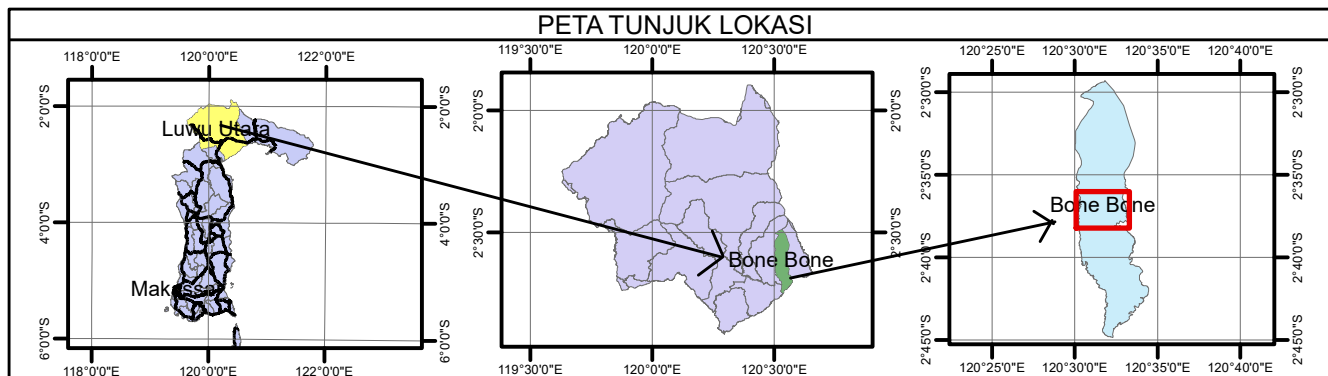 PETA TUNJUK LOKASI
118°0'0"E 120°0'0"E 122°0'0"E
2°0'0"S 2°0'0"S
Luwu Utara
4°0'0"S 4°0'0"S
Makassar
6°0'0"S 6°0'0"S
118°0'0"E 120°0'0"E 122°0'0"E
119°30'0"E 120°0'0"E 120°30'0"E
2°0'0"S 2°0'0"S
2°30'0"S 2°30'0"S
Bone Bone
119°30'0"E 120°0'0"E 120°30'0"E
120°25'0"E 120°30'0"E 120°35'0"E 120°40'0"E
2°30'0"S 2°30'0"S
2°35'0"S 2°35'0"S
Bone Bone
2°40'0"S 2°40'0"S
2°45'0"S 2°45'0"S
120°25'0"E 120°30'0"E 120°35'0"E 120°40'0"E